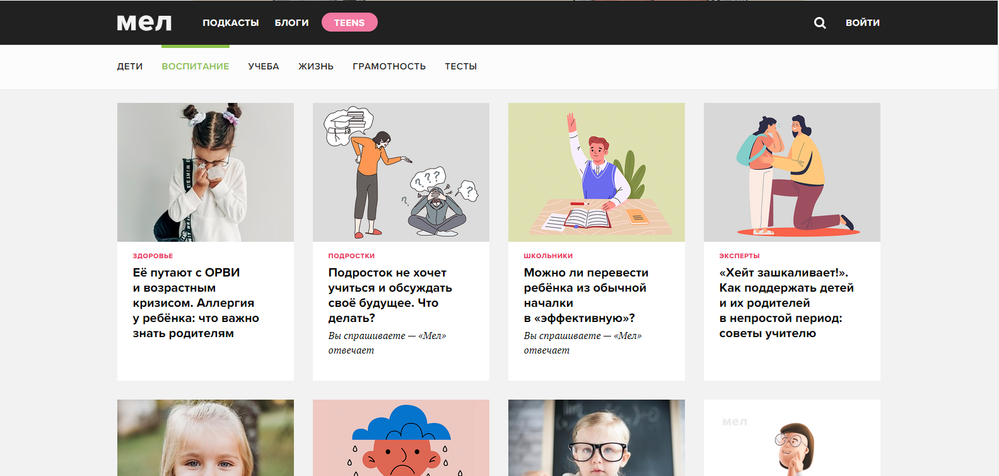 мел
ПОДКАСТЫ
БЛОГИ
TEENS
ВОЙТИ
ДЕТИ
ВОСПИТАНИЕ
УЧЕБА
ЖИЗНЬ
ГРАМОТНОСТЬ
ТЕСТЫ
ЗДОРОВЬЕ
Её путают с ОРВИ
и возрастным
кризисом. Аллергия
у ребёнка: что важно
знать родителям
? ? ?
?
?
ПОДРОСТКИ
Подросток не хочет
учиться и обсуждать
своё будущее. Что
делать?
Вы спрашиваете — «Мел»
отвечает
ШКОЛЬНИКИ
Можно ли перевести
ребёнка из обычной
началки
в «эффективную»?
Вы спрашиваете — «Мел»
отвечает
ЭКСПЕРТЫ
«Хейт зашкаливает!».
Как поддержать детей
и их родителей
в непростой период:
советы учителю
мел